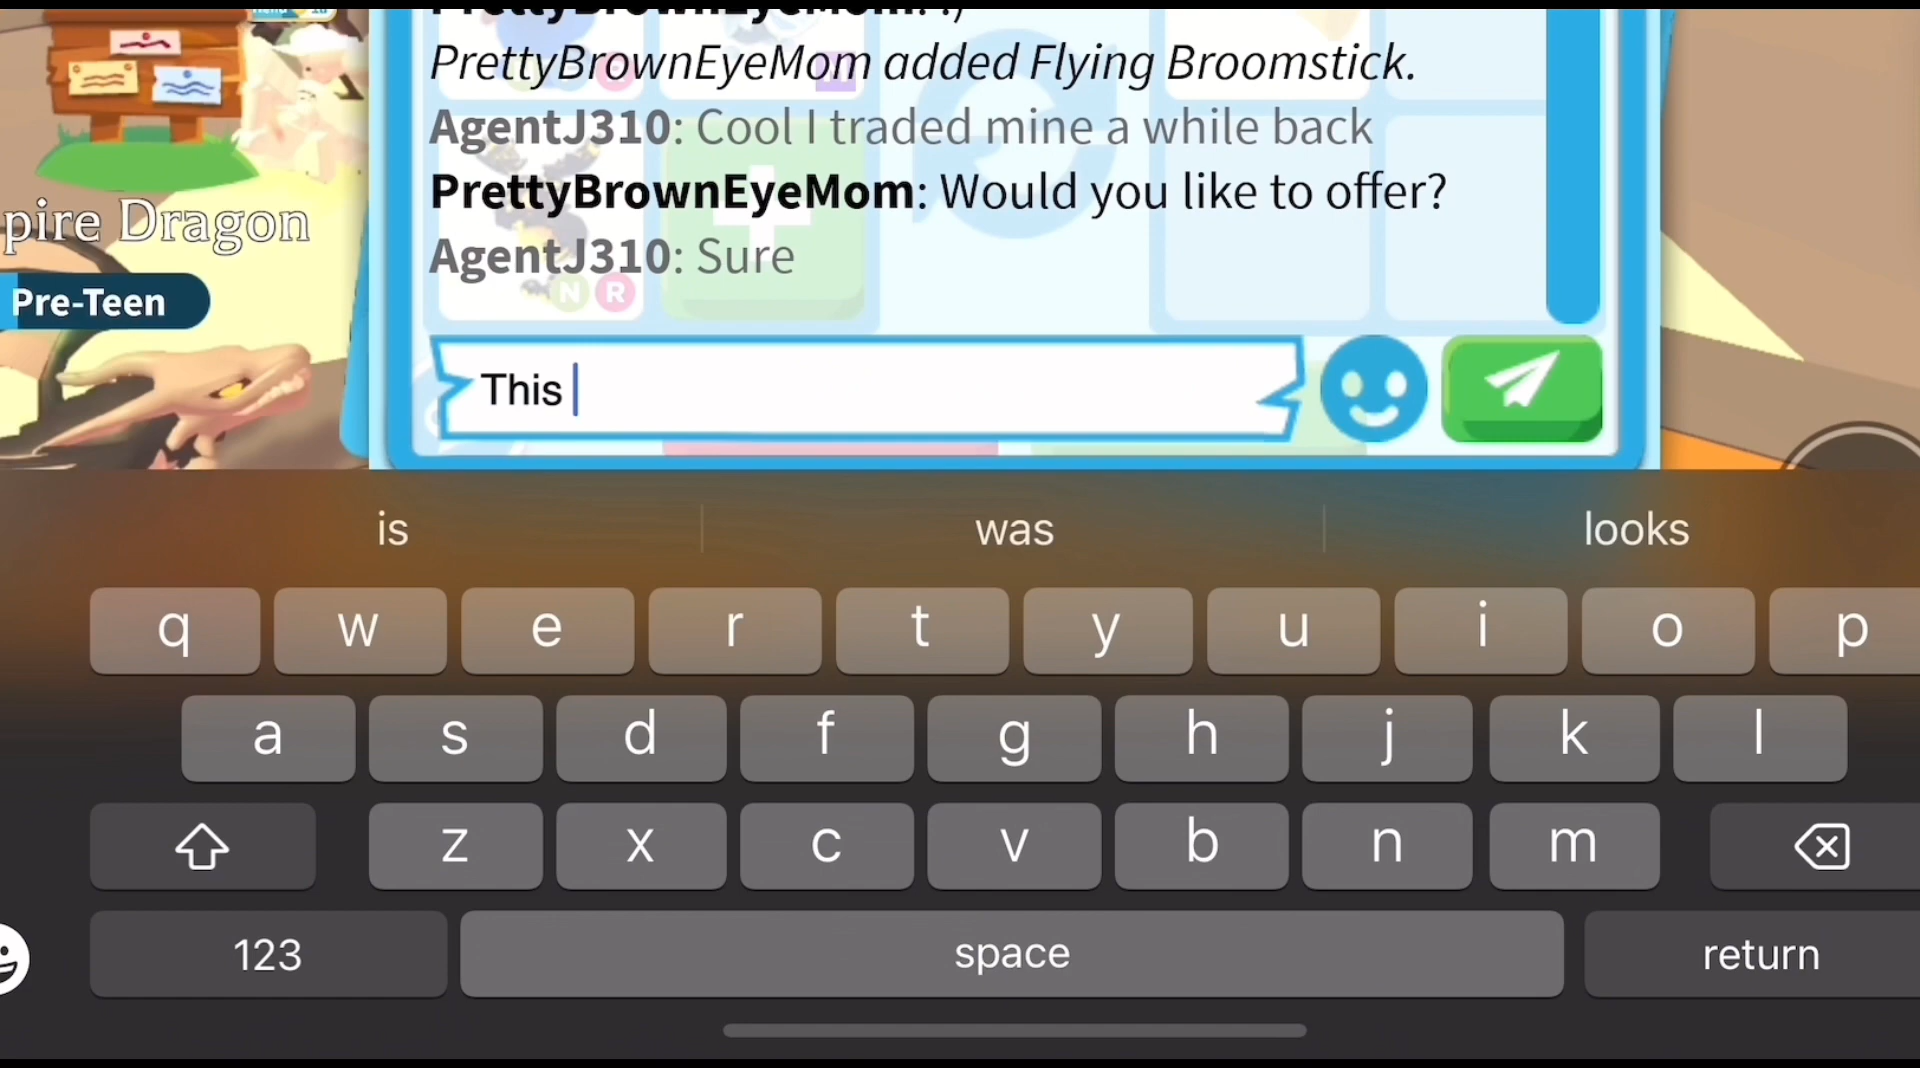 PrettyBrownEyeMom: :)
PrettyBrownEyeMom added Flying Broomstick.
AgentJ310: Cool I traded mine a while back
PrettyBrownEyeMom: Would you like to offer?
AgentJ310: Sure
N R
pire Dragon
Pre-Teen
This
is was looks
q w e r t y u i o p
a s d f g h j k l
z x c v b n m
123 space return